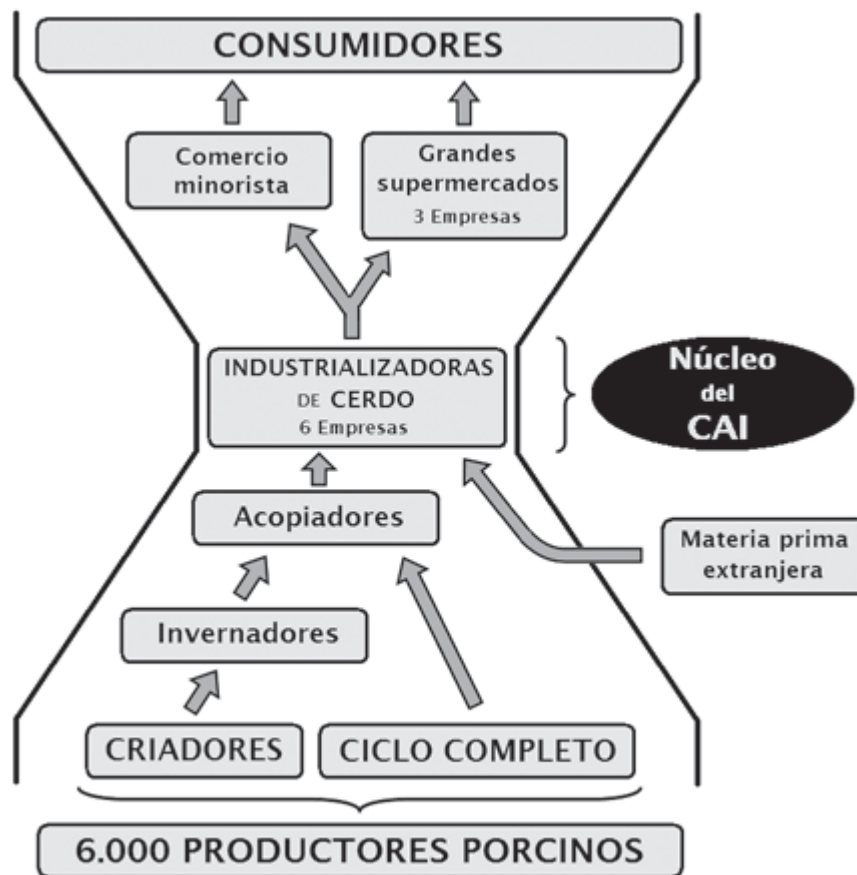 CONSUMIDORES
Comercio
minorista
Grandes
supermercados
3 Empresas
INDUSTRIALIZADORAS
DE CERDO
6 Empresas
Núcleo
del
CAI
Acopiadores
Materia prima
extranjera
Invernadores
CRIADORES
CICLO COMPLETO
6.000 PRODUCTORES PORCINOS